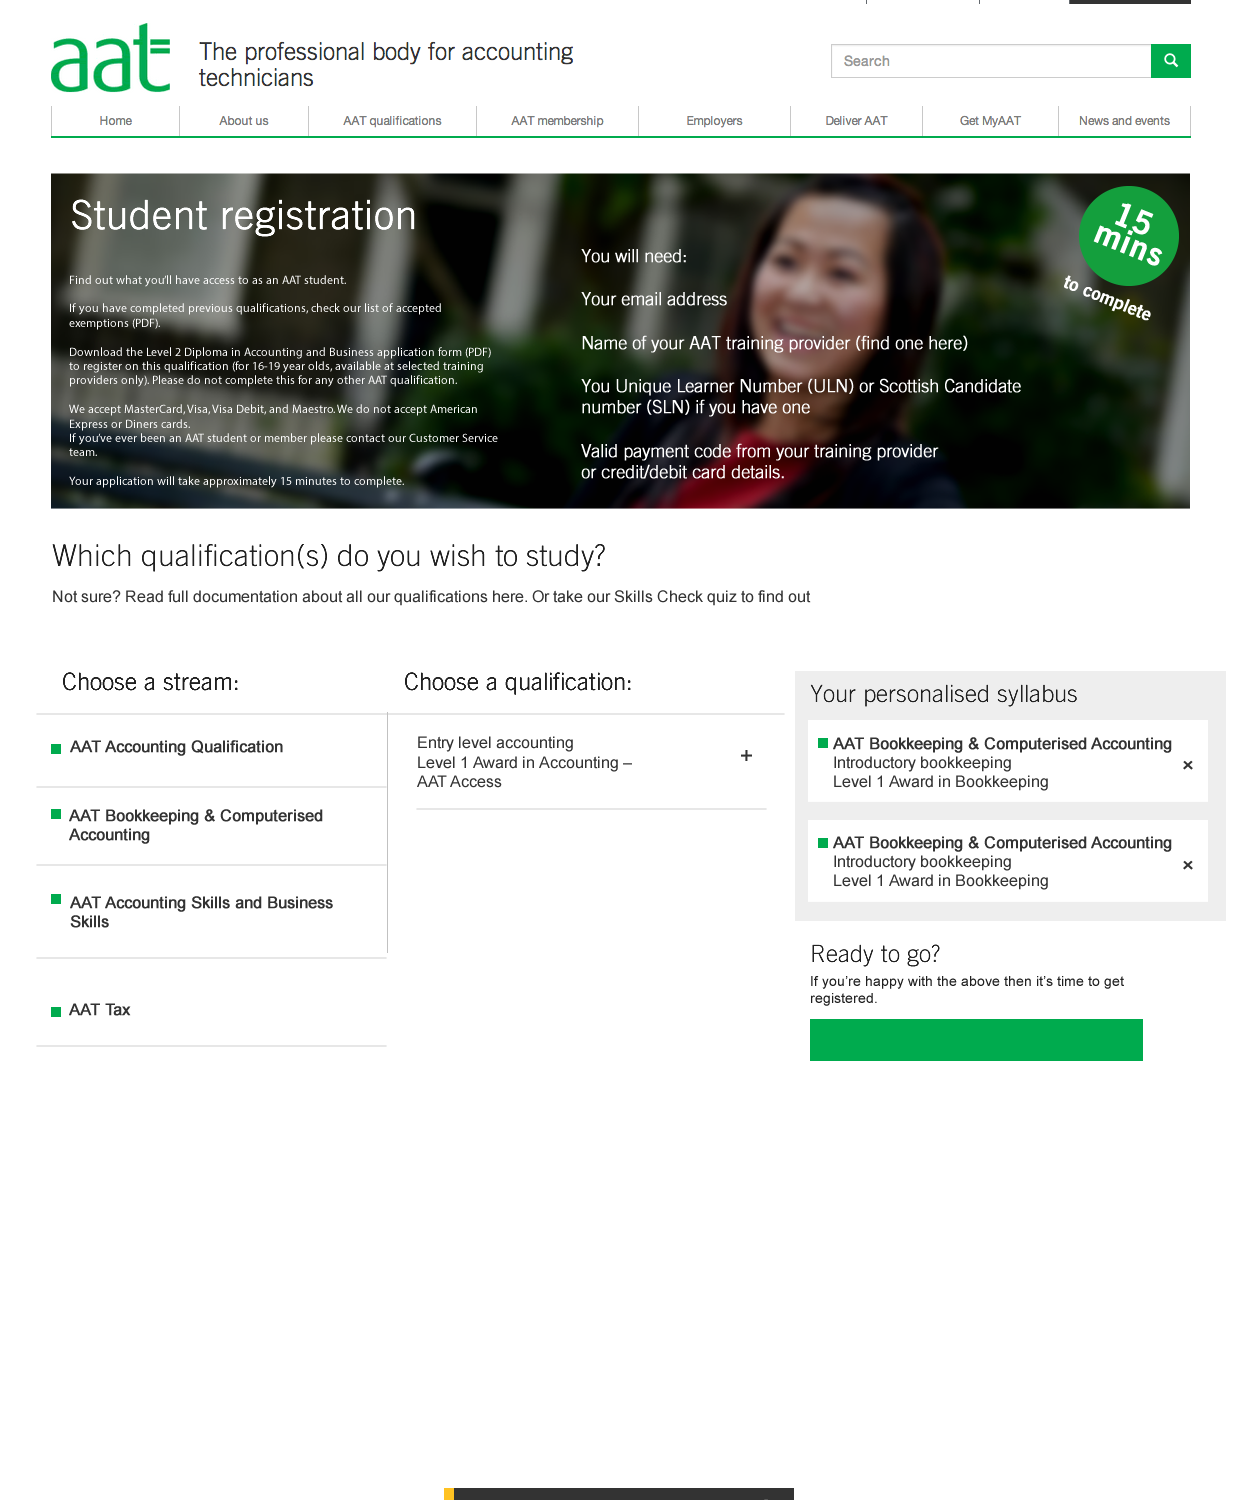 aat
The professional body for accounting
technicians
Search
Home
About us
AAT qualifications
AAT membership
Employers
Deliver AAT
Get MyAAT
News and events
Student registration
Find out what you'll have access to as an AAT student.
If you have completed previous qualifications, check our list of accepted
exemptions (PDF).
Download the Level 2 Diploma in Accounting and Business application form (PDF)
to register on this qualification (for 16-19 year olds, available at selected training
providers only). Please do not complete this for any other AAT qualification.
We accept MasterCard, Visa, Visa Debit, and Maestro. We do not accept American
Express or Diners cards.
If you've ever been an AAT student or member please contact our Customer Service
team.
Your application will take approximately 15 minutes to complete.
You will need:
Your email address
Name of your AAT training provider (find one here)
You Unique Learner Number (ULN) or Scottish Candidate
number (SLN) if you have one
Valid payment code from your training provider
or credit/debit card details.
15
mins
to complete
Which qualification(s) do you wish to study?
Not sure? Read full documentation about all our qualifications here. Or take our Skills Check quiz to find out
Choose a stream:
AAT Accounting Qualification
AAT Bookkeeping & Computerised
Accounting
AAT Accounting Skills and Business
Skills
AAT Tax
Choose a qualification:
Entry level accounting
Level 1 Award in Accounting –
AAT Access
+
Your personalised syllabus
AAT Bookkeeping & Computerised Accounting
Introductory bookkeeping
Level 1 Award in Bookkeeping
×
AAT Bookkeeping & Computerised Accounting
Introductory bookkeeping
Level 1 Award in Bookkeeping
×
Ready to go?
If you're happy with the above then it's time to get
registered.